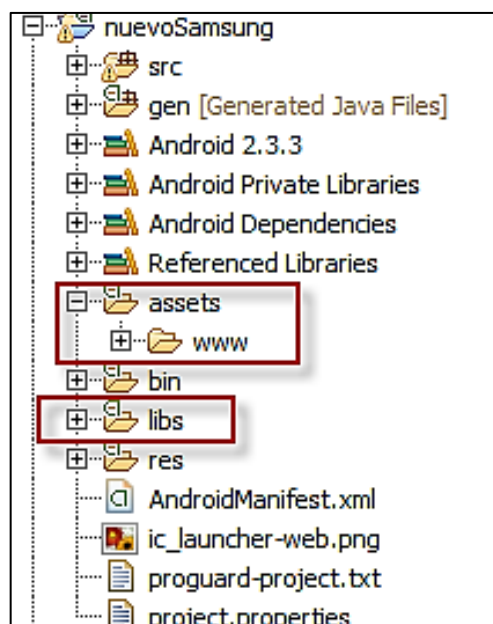 nuevoSamsung
src
gen [Generated Java Files]
Android 2.3.3
Android Private Libraries
Android Dependencies
Referenced Libraries
assets
www
bin
libs
res
AndroidManifest.xml
ic_launcher-web.png
proguard-project.txt
project.properties